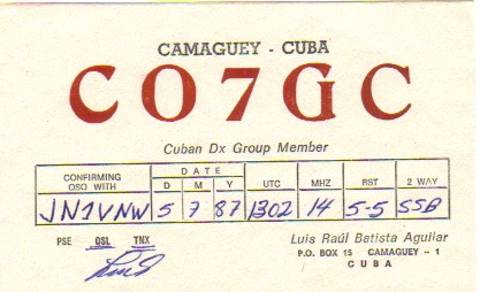 CAMAGUEY - CUBA
CO7GC
Cuban Dx Group Member
CONFIRMING QSO WITH DATE D M Y UTC MHZ RST 2 WAY
JN1VNW 5 7 87 1302 14 5-5 SSB
PSE QSL TNX Luis Raúl Batista Aguilar
P.O. BOX 15 CAMAGUEY -- 1
CUBA